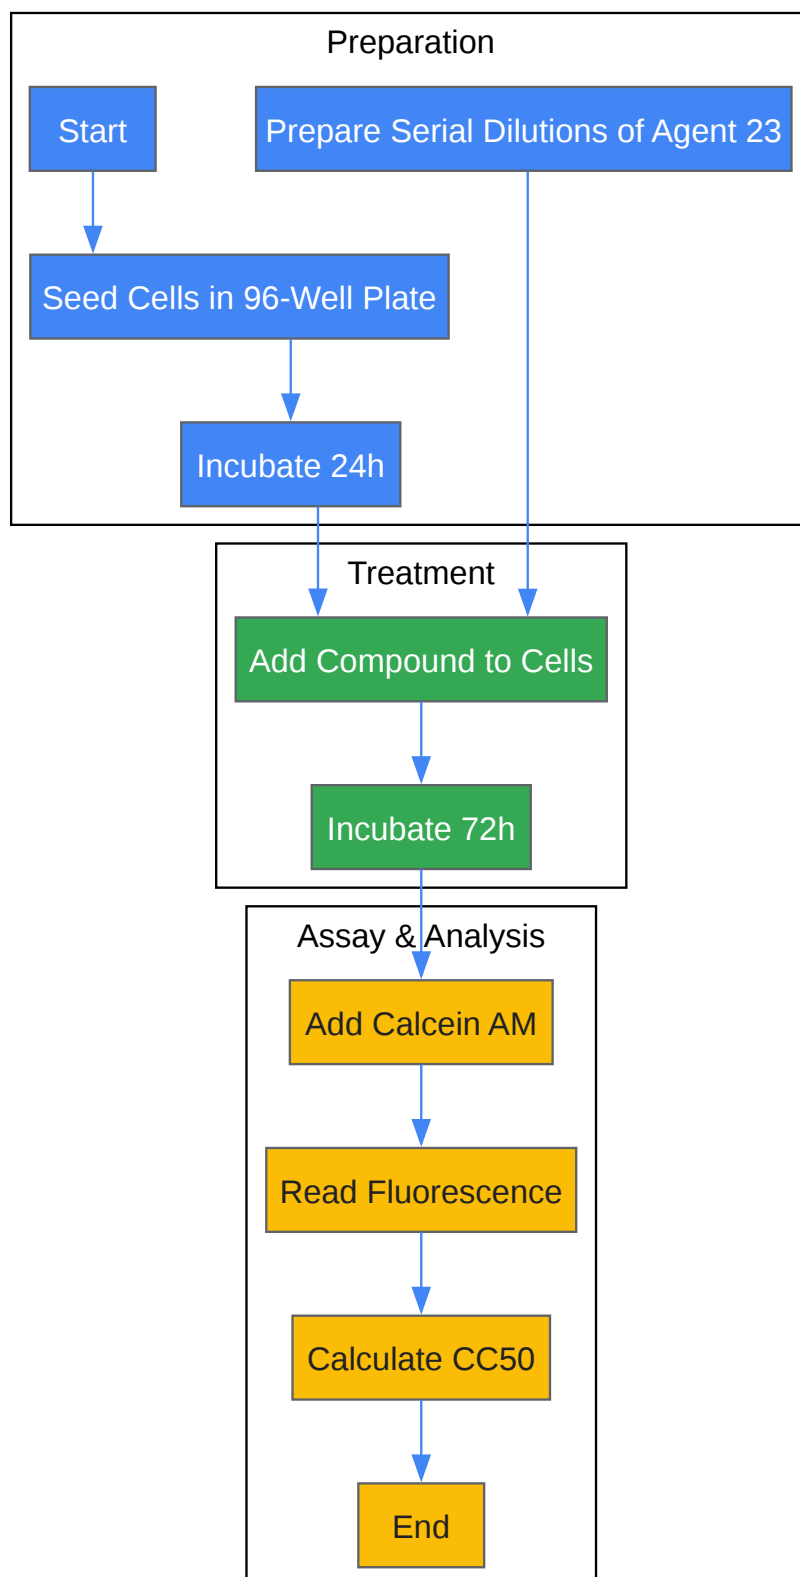 Preparation
Start
Prepare Serial Dilutions of Agent 23
Seed Cells in 96-Well Plate
Incubate 24h
Treatment
Add Compound to Cells
Incubate 72h
Assay & Analysis
Add Calcein AM
Read Fluorescence
Calculate CC50
End